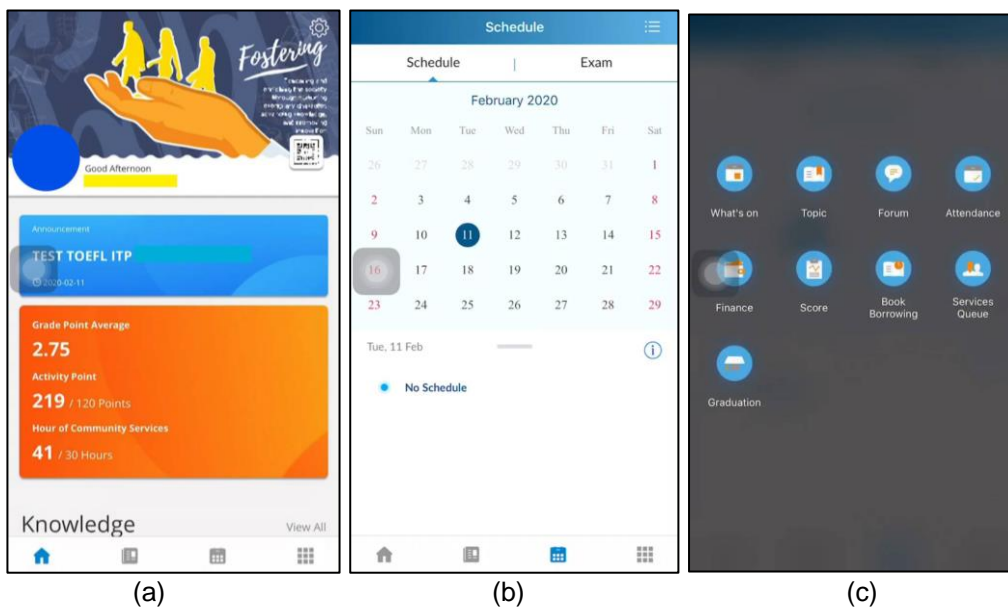 Fostering
Good Afternoon
Announcement
TEST TOEFL ITP
2020-02-11
Grade Point Average
2.75
Activity Point
219 / 120 Points
Hour of Community Services
41 / 30 Hours
Knowledge
View All
(a)
Schedule
Schedule | Exam
February 2020
Sun Mon Tue Wed Thu Fri Sat
26 27 28 29 30 31 1
2 3 4 5 6 7 8
9 10 11 12 13 14 15
16 17 18 19 20 21 22
23 24 25 26 27 28 29
Tue, 11 Feb
No Schedule
(b)
What's on
Topic
Forum
Attendance
Finance
Score
Book
Borrowing
Services
Queue
Graduation
(c)